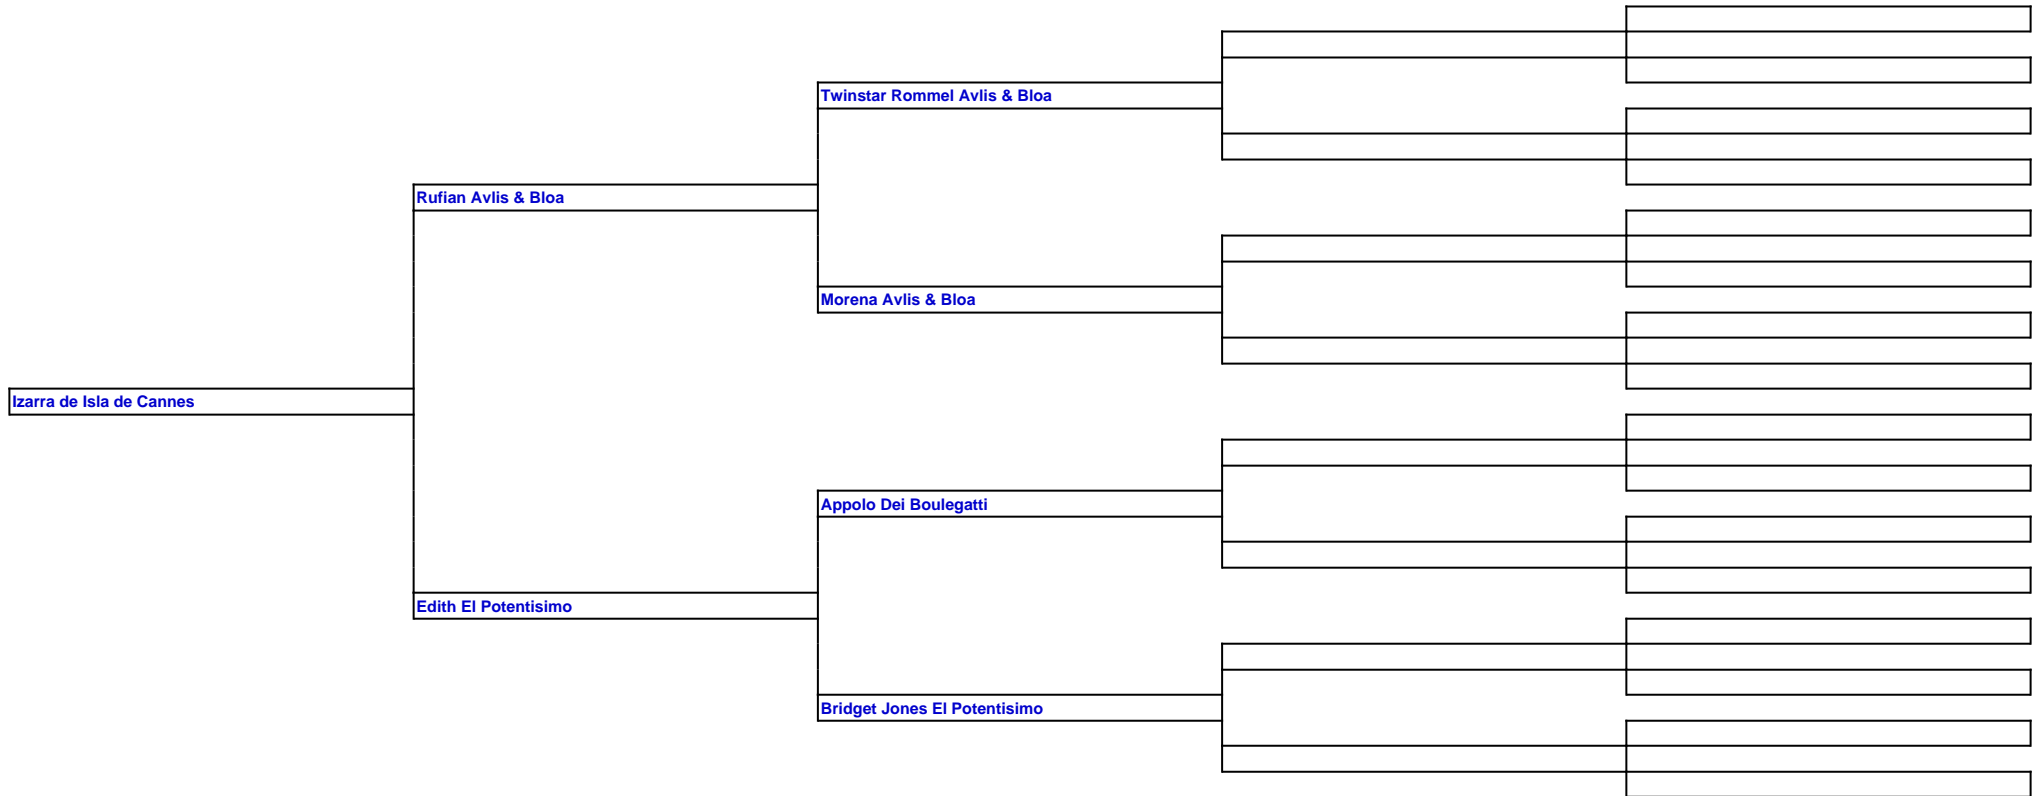 Twinstar Rommel Avlis & Bloa
Rufian Avlis & Bloa
Morena Avlis & Bloa
Izarra de Isla de Cannes
Appolo Dei Boulegatti
Edith El Potentisimo
Bridget Jones El Potentisimo